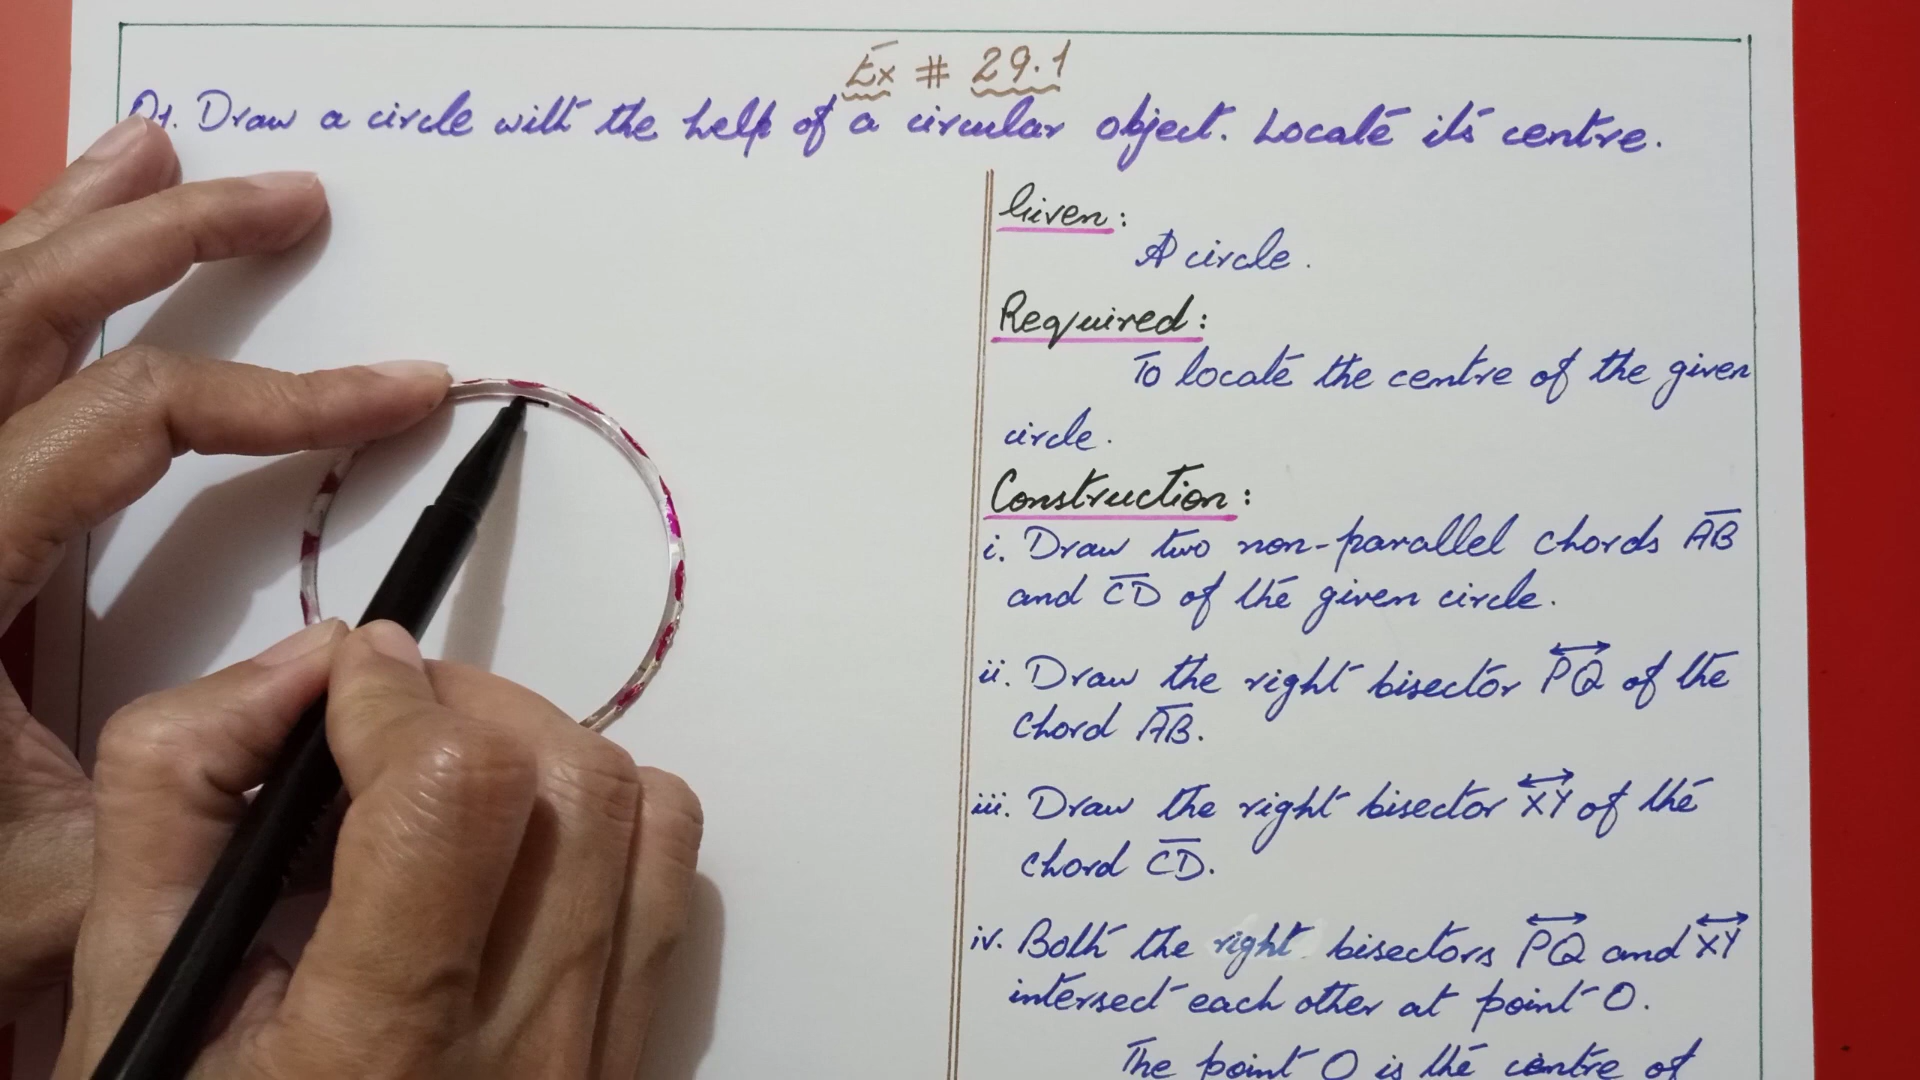 Ex # 29.1
Q1. Draw a circle with the help of a circular object. Locate its centre.
Given:
A circle.
Required:
To locate the centre of the given
circle.
Construction:
i. Draw two non-parallel chords AB
and CD of the given circle.
ii. Draw the right bisector PQ of the
chord AB.
iii. Draw the right bisector XY of the
chord CD.
iv. Both the right bisectors PQ and XY
intersect each other at point O.
The point O is the centre of